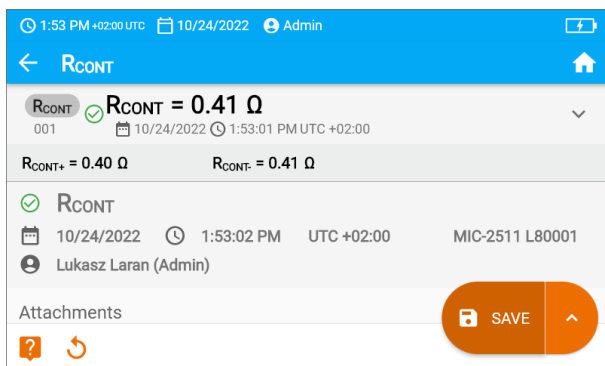 1:53 PM +02:00 UTC 10/24/2022 Admin
RCONT
RCONT RCONT = 0.41 Ω
001 10/24/2022 1:53:01 PM UTC +02:00
RCONT+ = 0.40 Ω RCONT- = 0.41 Ω
RCONT
10/24/2022 1:53:02 PM UTC +02:00 MIC-2511 L80001
Lukasz Laran (Admin)
Attachments
SAVE
?